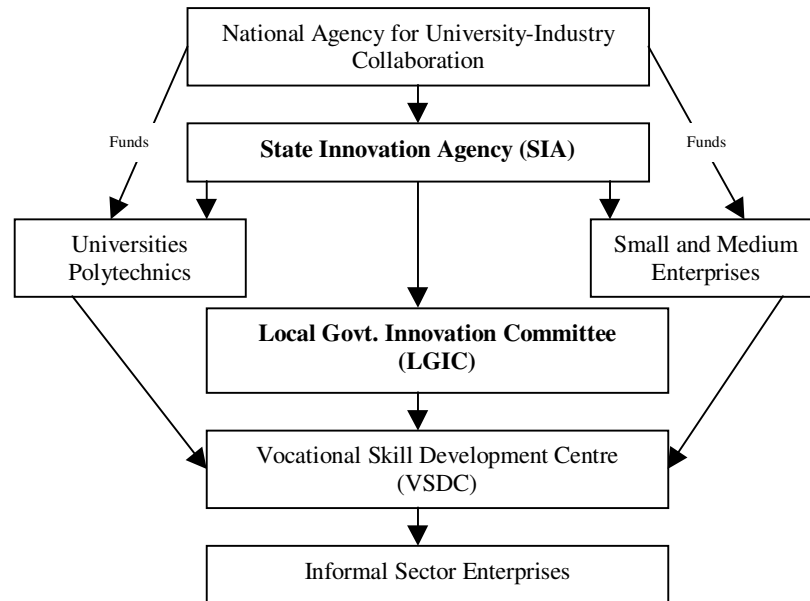 National Agency for University-Industry
Collaboration
Funds
Funds
State Innovation Agency (SIA)
Universities
Polytechnics
Small and Medium
Enterprises
Local Govt. Innovation Committee
(LGIC)
Vocational Skill Development Centre
(VSDC)
Informal Sector Enterprises